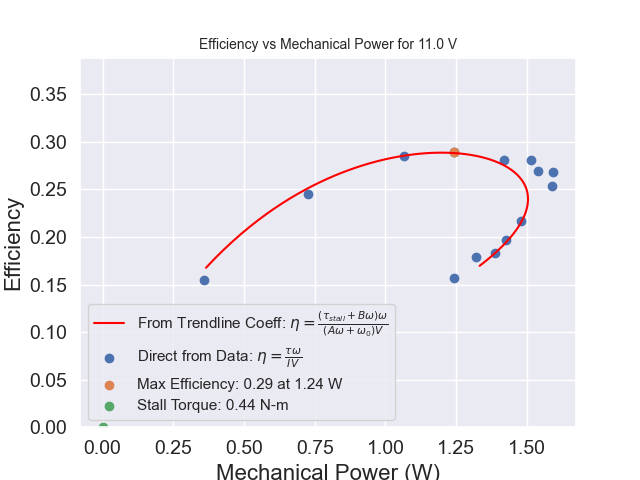 Efficiency vs Mechanical Power for 11.0 V
0.35
0.30
0.25
0.20
0.15
0.10
0.05
0.00
Efficiency
From Trendline Coeff: η = (τ_stall + Bω)ω / (Aω + ω₀)V
Direct from Data: η = τω / IV
Max Efficiency: 0.29 at 1.24 W
Stall Torque: 0.44 N-m
0.00 0.25 0.50 0.75 1.00 1.25 1.50
Mechanical Power (W)